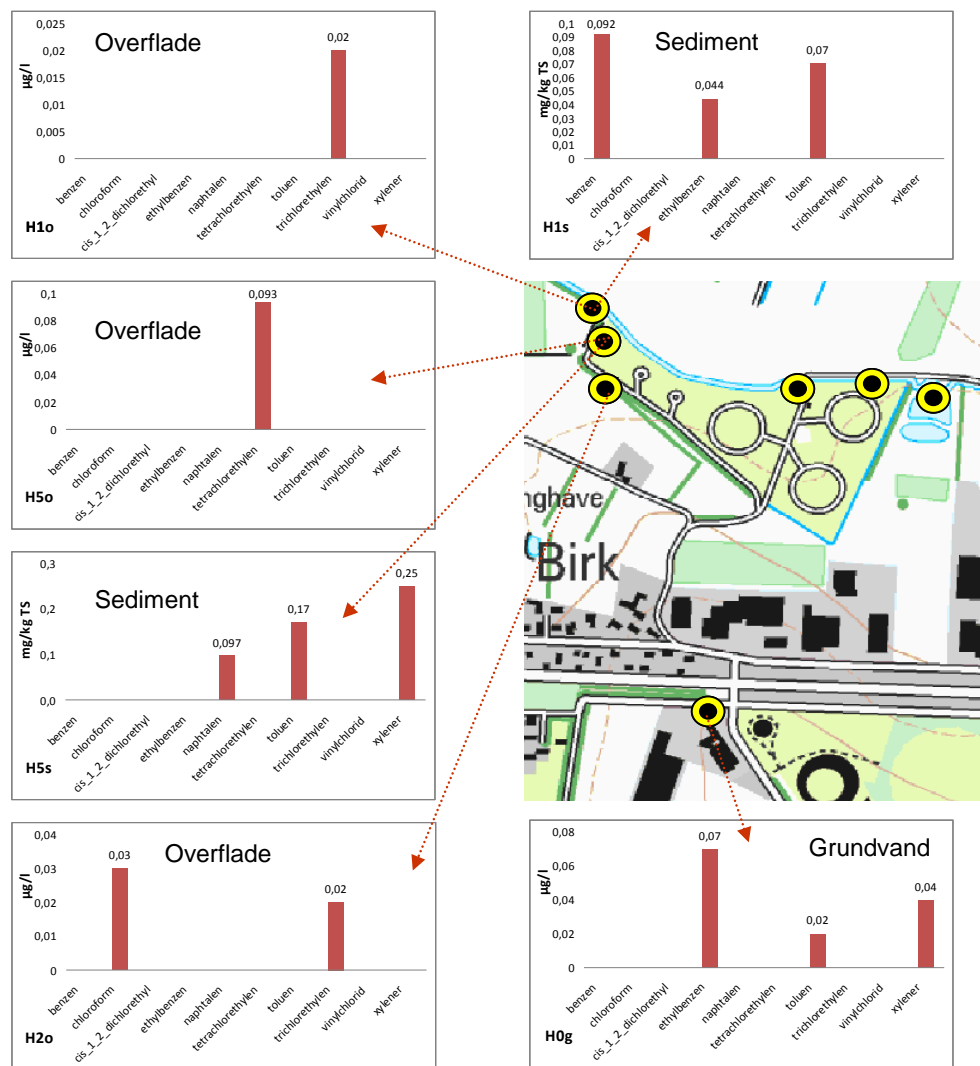 Overflade
µg/l
0,025
0,02
0,015
0,01
0,005
0
0,02
benzen
chloroform
cis_1_2_dichlorethyl
ethylbenzen
naphtalen
tetrachlorethylen
toluen
trichlorethylen
vinylchlorid
xylener
H1o
Sediment
mg/kg TS
0,1
0,09
0,08
0,07
0,06
0,05
0,04
0,03
0,02
0,01
0
0,092
0,044
0,07
benzen
chloroform
cis_1_2_dichlorethyl
ethylbenzen
naphtalen
tetrachlorethylen
toluen
trichlorethylen
vinylchlorid
xylener
H1s
Overflade
µg/l
0,1
0,08
0,06
0,04
0,02
0
0,093
benzen
chloroform
cis_1_2_dichlorethyl
ethylbenzen
naphtalen
tetrachlorethylen
toluen
trichlorethylen
vinylchlorid
xylener
H5o
nghave
Birk
Sediment
mg/kg TS
0,3
0,2
0,1
0,0
0,097
0,17
0,25
benzen
chloroform
cis_1_2_dichlorethyl
ethylbenzen
naphtalen
tetrachlorethylen
toluen
trichlorethylen
vinylchlorid
xylener
H5s
Overflade
µg/l
0,04
0,03
0,02
0,01
0
0,03
0,02
benzen
chloroform
cis_1_2_dichlorethyl
ethylbenzen
naphtalen
tetrachlorethylen
toluen
trichlorethylen
vinylchlorid
xylener
H2o
Grundvand
µg/l
0,08
0,06
0,04
0,02
0
0,07
0,02
0,04
benzen
chloroform
cis_1_2_dichlorethyl
ethylbenzen
naphtalen
tetrachlorethylen
toluen
trichlorethylen
vinylchlorid
xylener
H0g